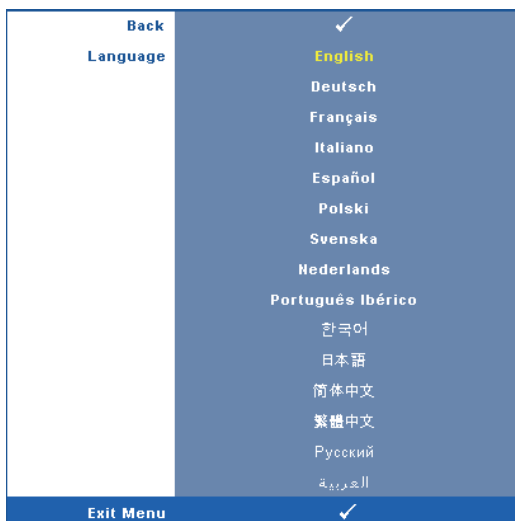 Back ✓
Language English
Deutsch
Français
Italiano
Español
Polski
Svenska
Nederlands
Português Ibérico
한국어
日本語
简体中文
繁體中文
Русский
العربية
Exit Menu ✓